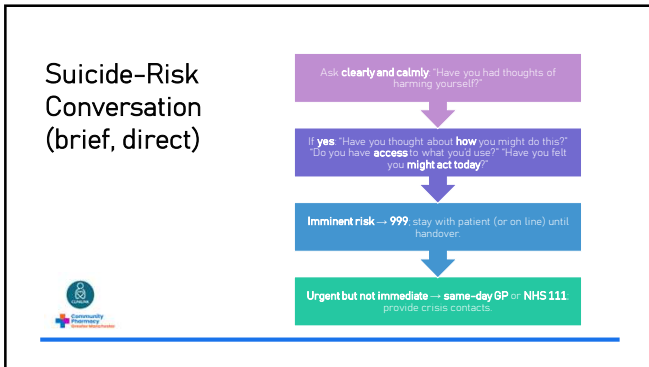 Suicide-Risk
Conversation
(brief, direct)
Ask clearly and calmly: “Have you had thoughts of
harming yourself?”
If yes: “Have you thought about how you might do this?”
“Do you have access to what you’d use?” “Have you felt
you might act today?”
Imminent risk → 999; stay with patient (or on line) until
handover.
Urgent but not immediate → same-day GP or NHS 111;
provide crisis contacts.
Community
Pharmacy
Greater Manchester